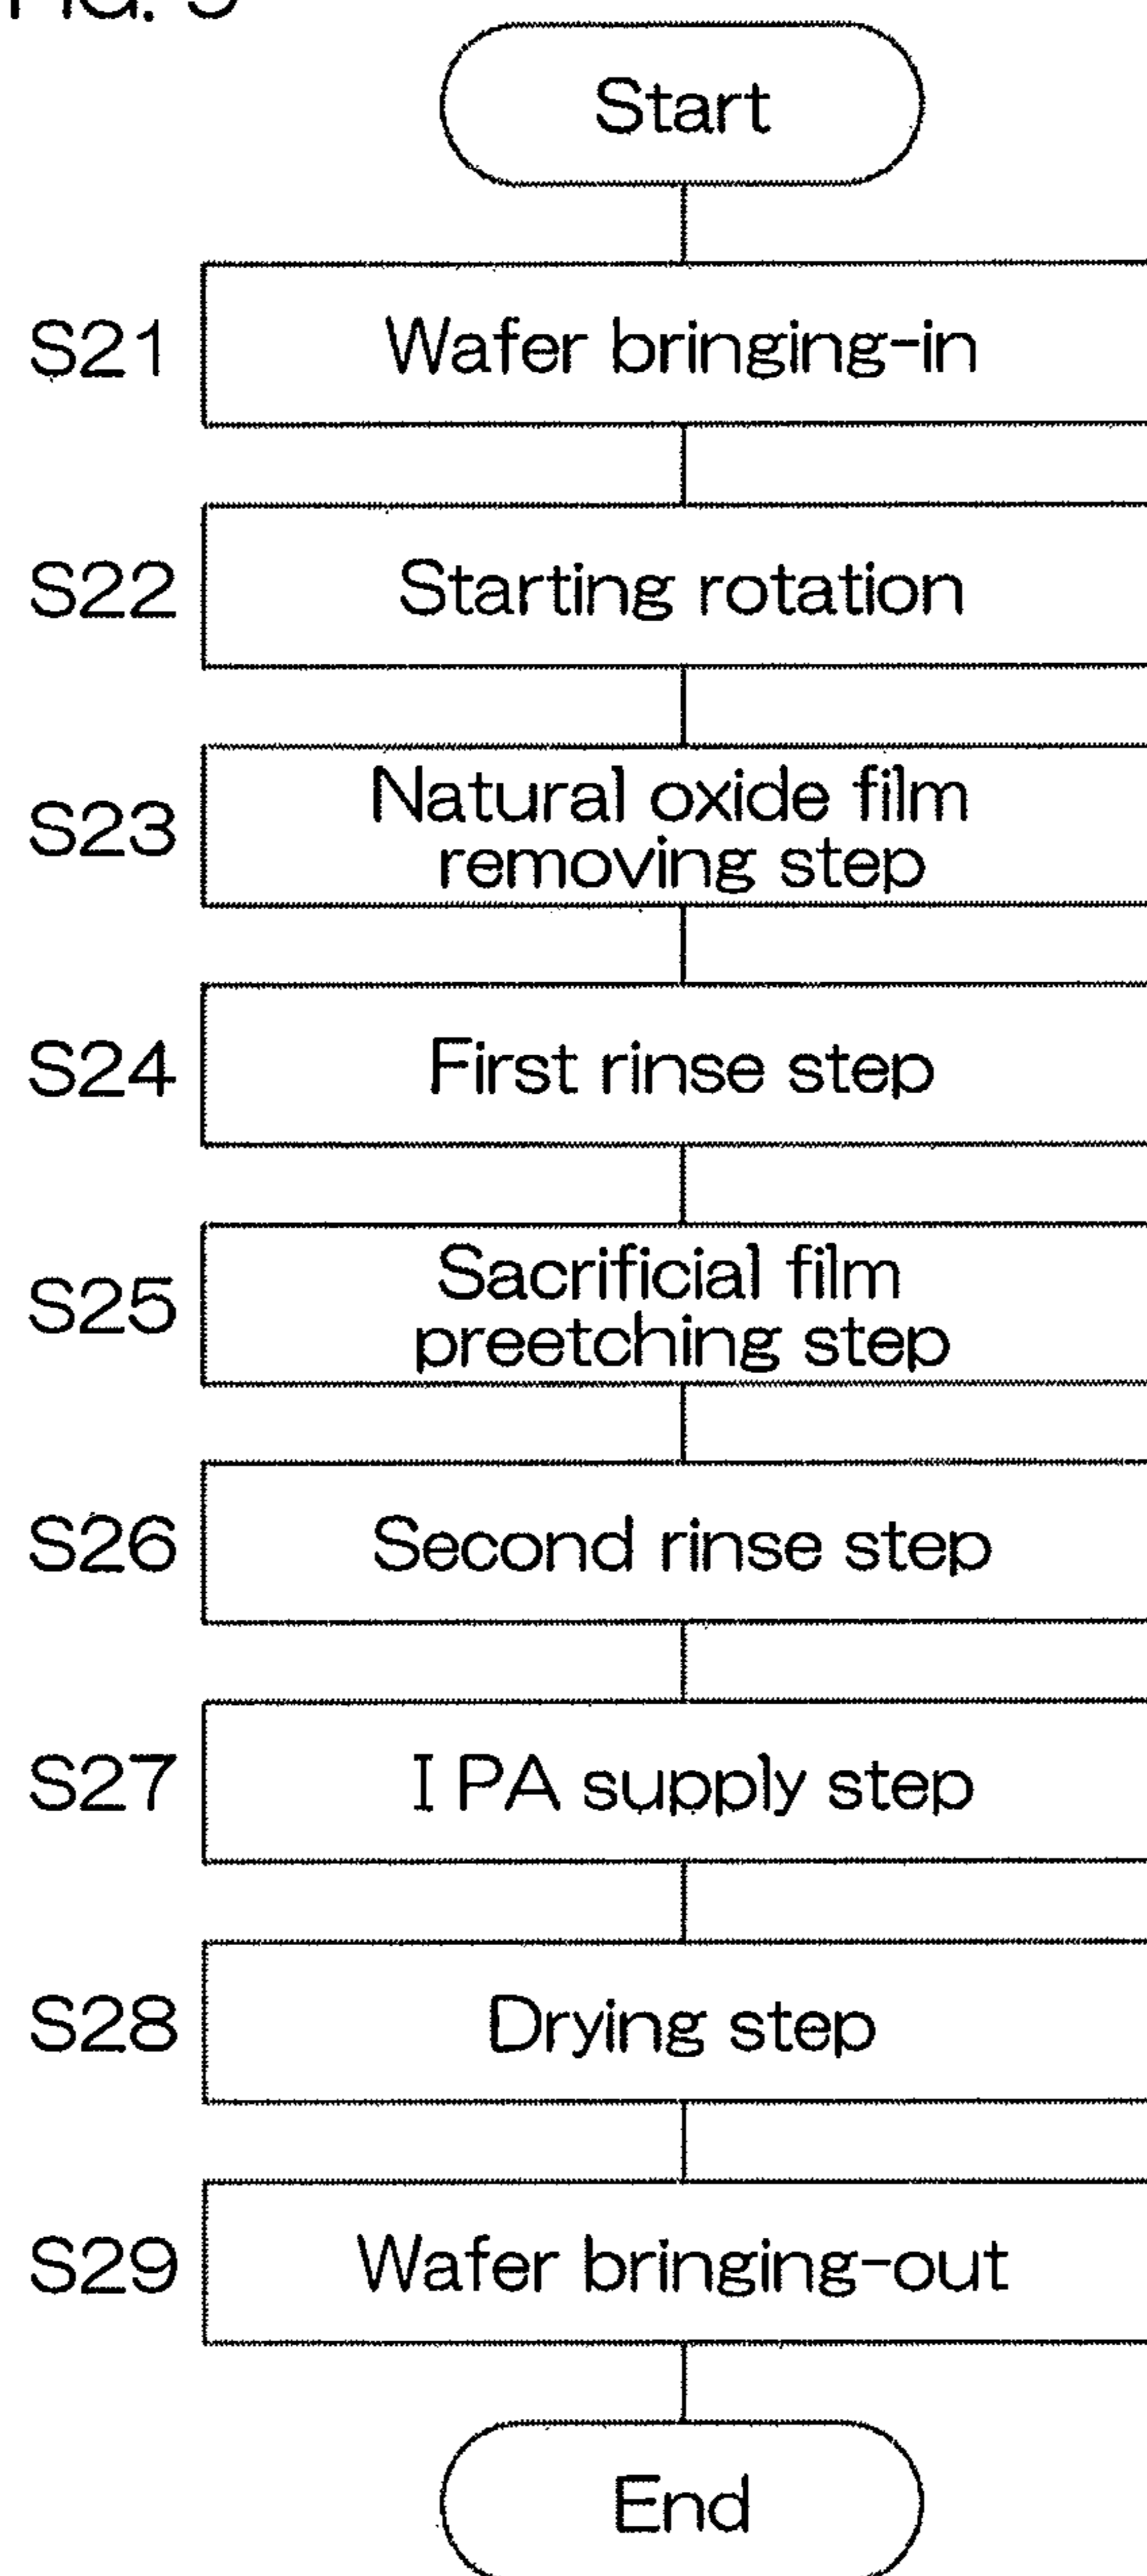 Start
S21
Wafer bringing-in
S22
Starting rotation
S23
Natural oxide film
removing step
S24
First rinse step
S25
Sacrificial film
preetching step
S26
Second rinse step
S27
IPA supply step
S28
Drying step
S29
Wafer bringing-out
End